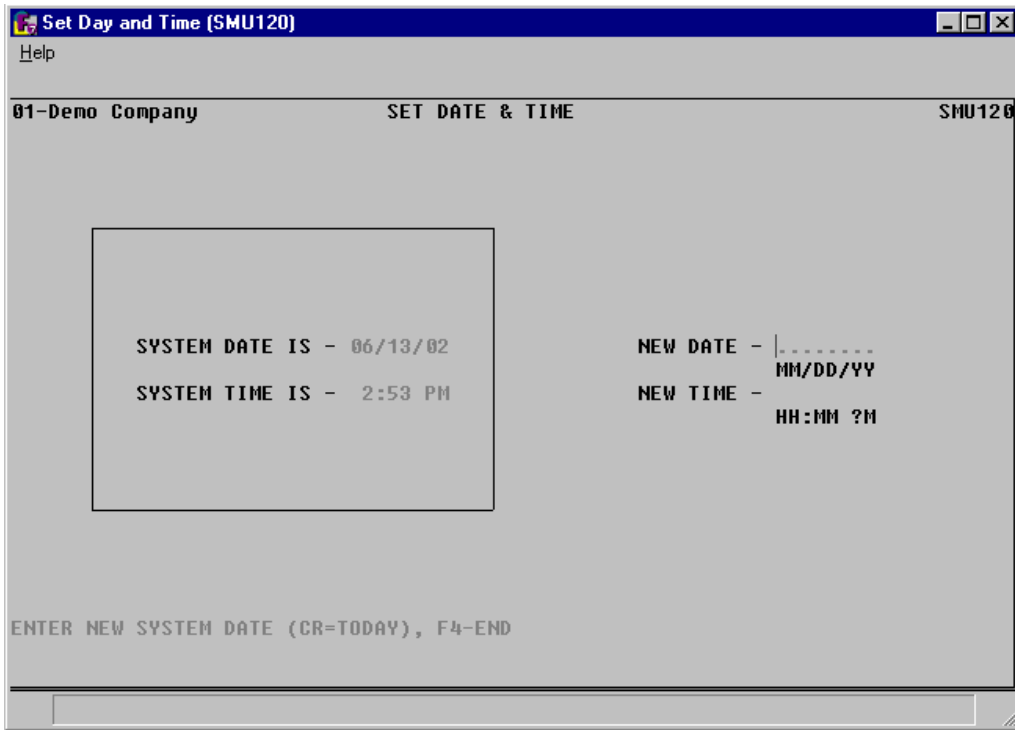 Set Day and Time (SMU120)
Help
01-Demo Company SET DATE & TIME SMU120
SYSTEM DATE IS - 06/13/02 NEW DATE - ........
MM/DD/YY
SYSTEM TIME IS - 2:53 PM NEW TIME -
HH:MM ?M
ENTER NEW SYSTEM DATE (CR=TODAY), F4-END